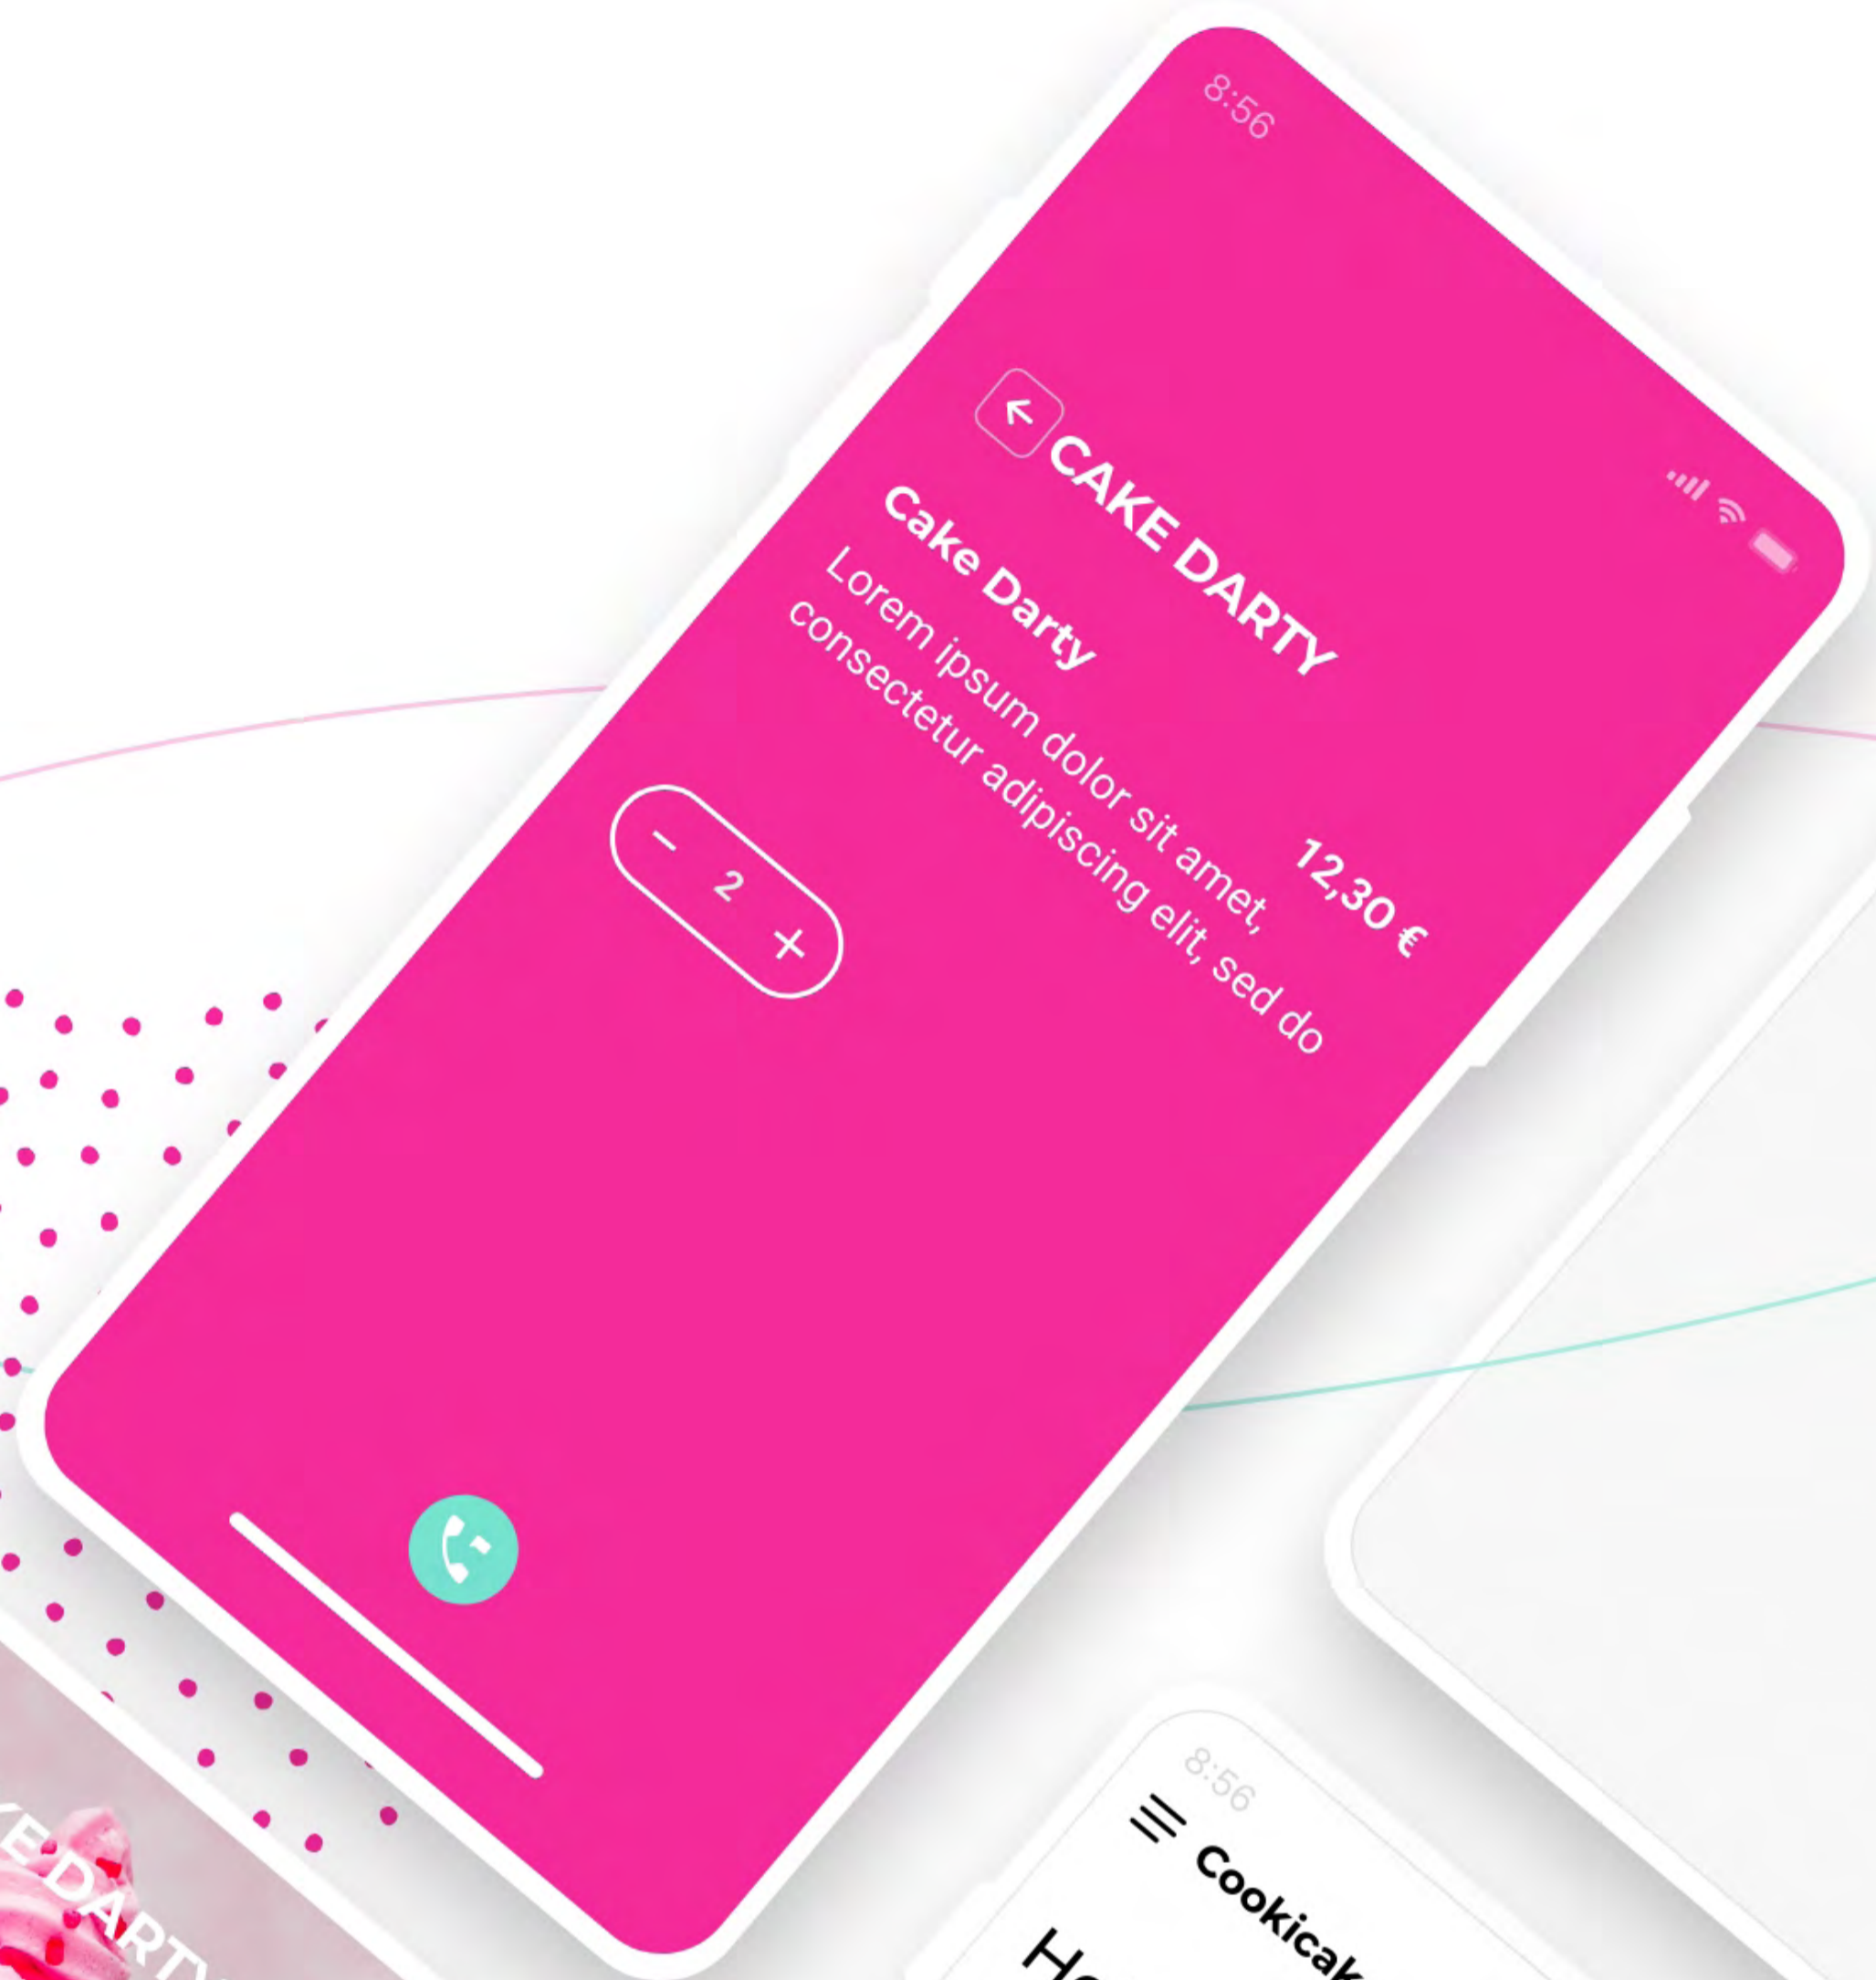 8:56
CAKE DARTY
Cake Darty
12,30 €
Lorem ipsum dolor sit amet,
consectetur adipiscing elit, sed do
− 2 +
8:56
DARTY